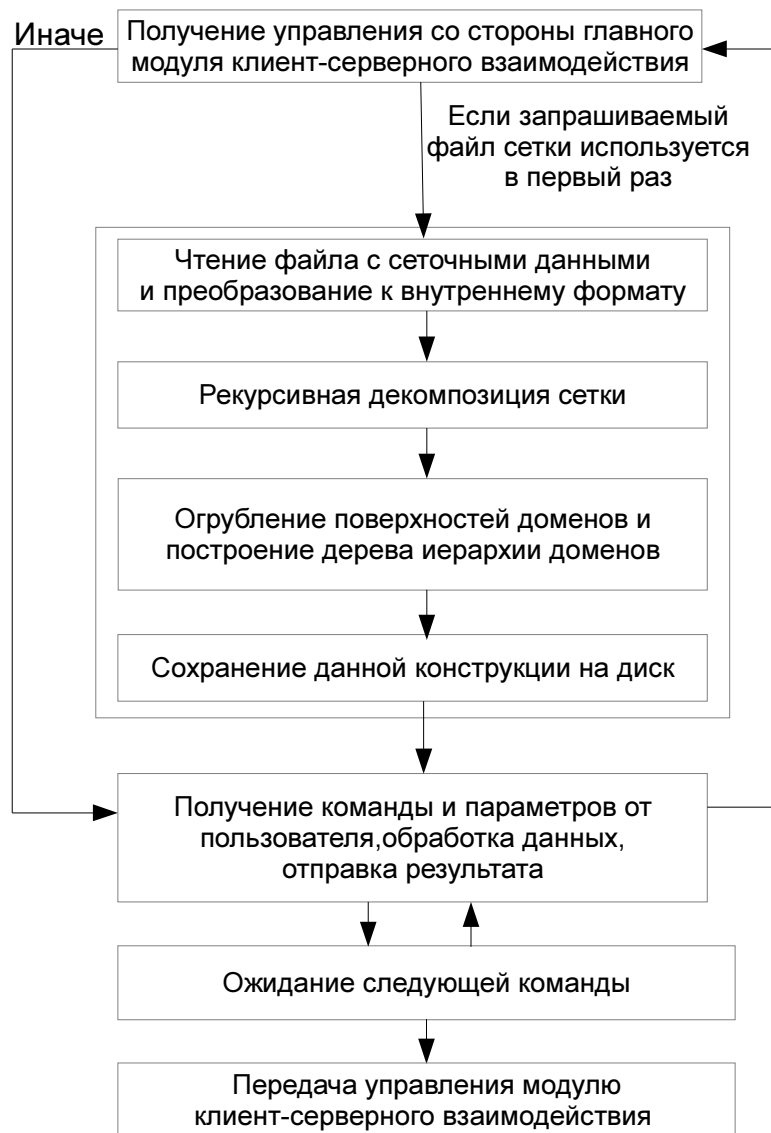 Иначе
Получение управления со стороны главного
модуля клиент-серверного взаимодействия
Если запрашиваемый
файл сетки используется
в первый раз
Чтение файла с сеточными данными
и преобразование к внутреннему формату
Рекурсивная декомпозиция сетки
Огрубление поверхностей доменов и
построение дерева иерархии доменов
Сохранение данной конструкции на диск
Получение команды и параметров от
пользователя,обработка данных,
отправка результата
Ожидание следующей команды
Передача управления модулю
клиент-серверного взаимодействия